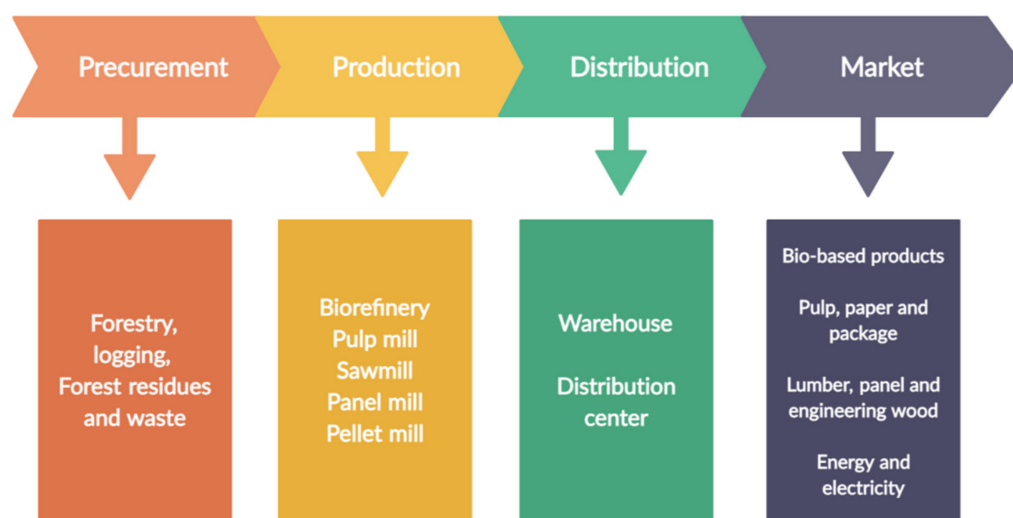 Precurement
Production
Distribution
Market
Forestry,
logging,
Forest residues
and waste
Biorefinery
Pulp mill
Sawmill
Panel mill
Pellet mill
Warehouse
Distribution
center
Bio-based products
Pulp, paper and
package
Lumber, panel and
engineering wood
Energy and
electricity